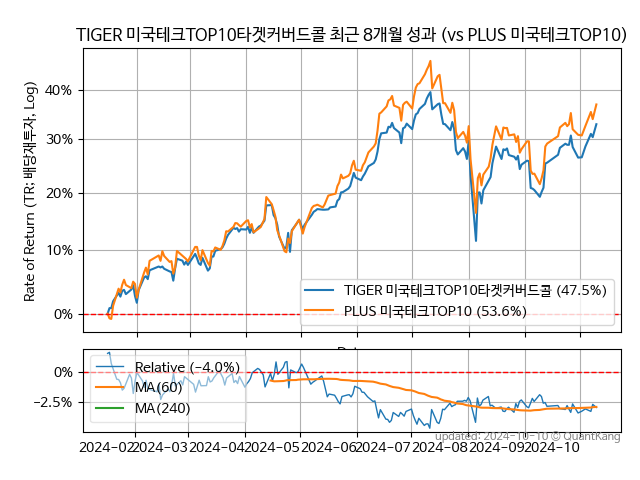 TIGER 미국테크TOP10타겟커버드콜 최근 8개월 성과 (vs PLUS 미국테크TOP10)
Rate of Return (TR: 배당재투자, Log)
40%
30%
20%
10%
0%
TIGER 미국테크TOP10타겟커버드콜 (47.5%)
PLUS 미국테크TOP10 (53.6%)
0%
−2.5%
Relative (-4.0%)
MA(60)
MA(240)
2024-02
2024-03
2024-04
2024-05
2024-06
2024-07
2024-08
2024-09
2024-10
updated: 2024-10-10 © QuantKang